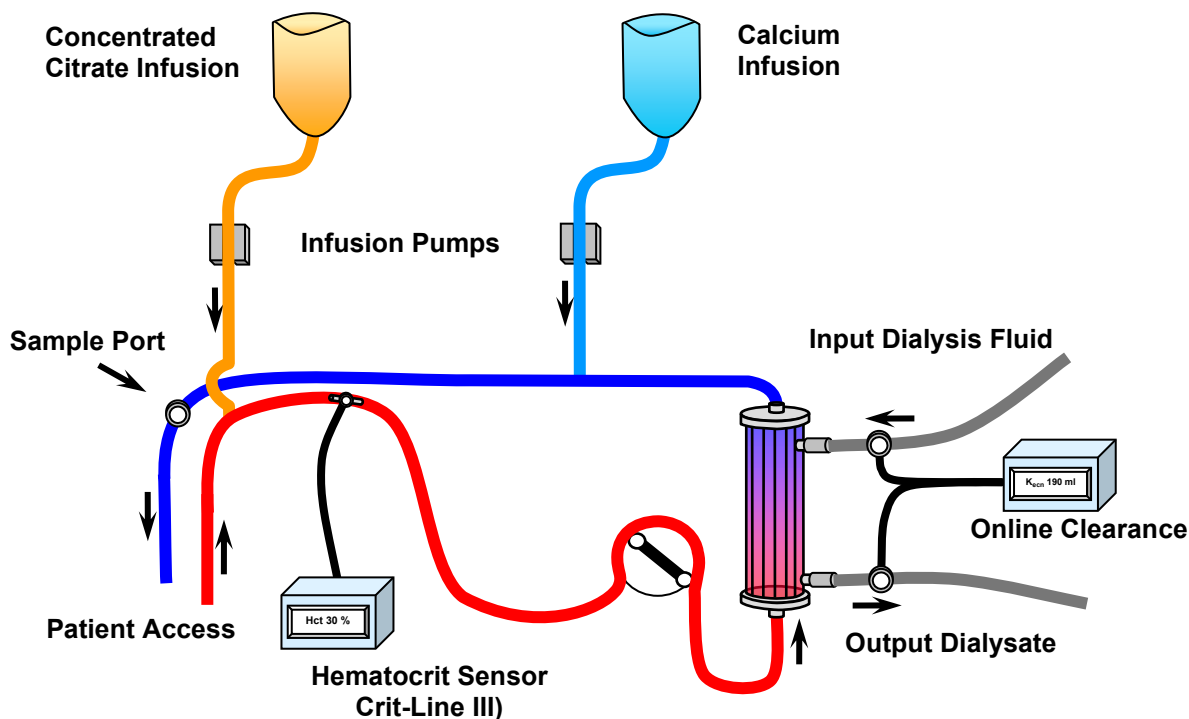 Concentrated
Citrate Infusion
Calcium
Infusion
Infusion Pumps
Sample Port
Input Dialysis Fluid
Kecn 190 ml
Online Clearance
Hct 30 %
Patient Access
Output Dialysate
Hematocrit Sensor
Crit-Line III)